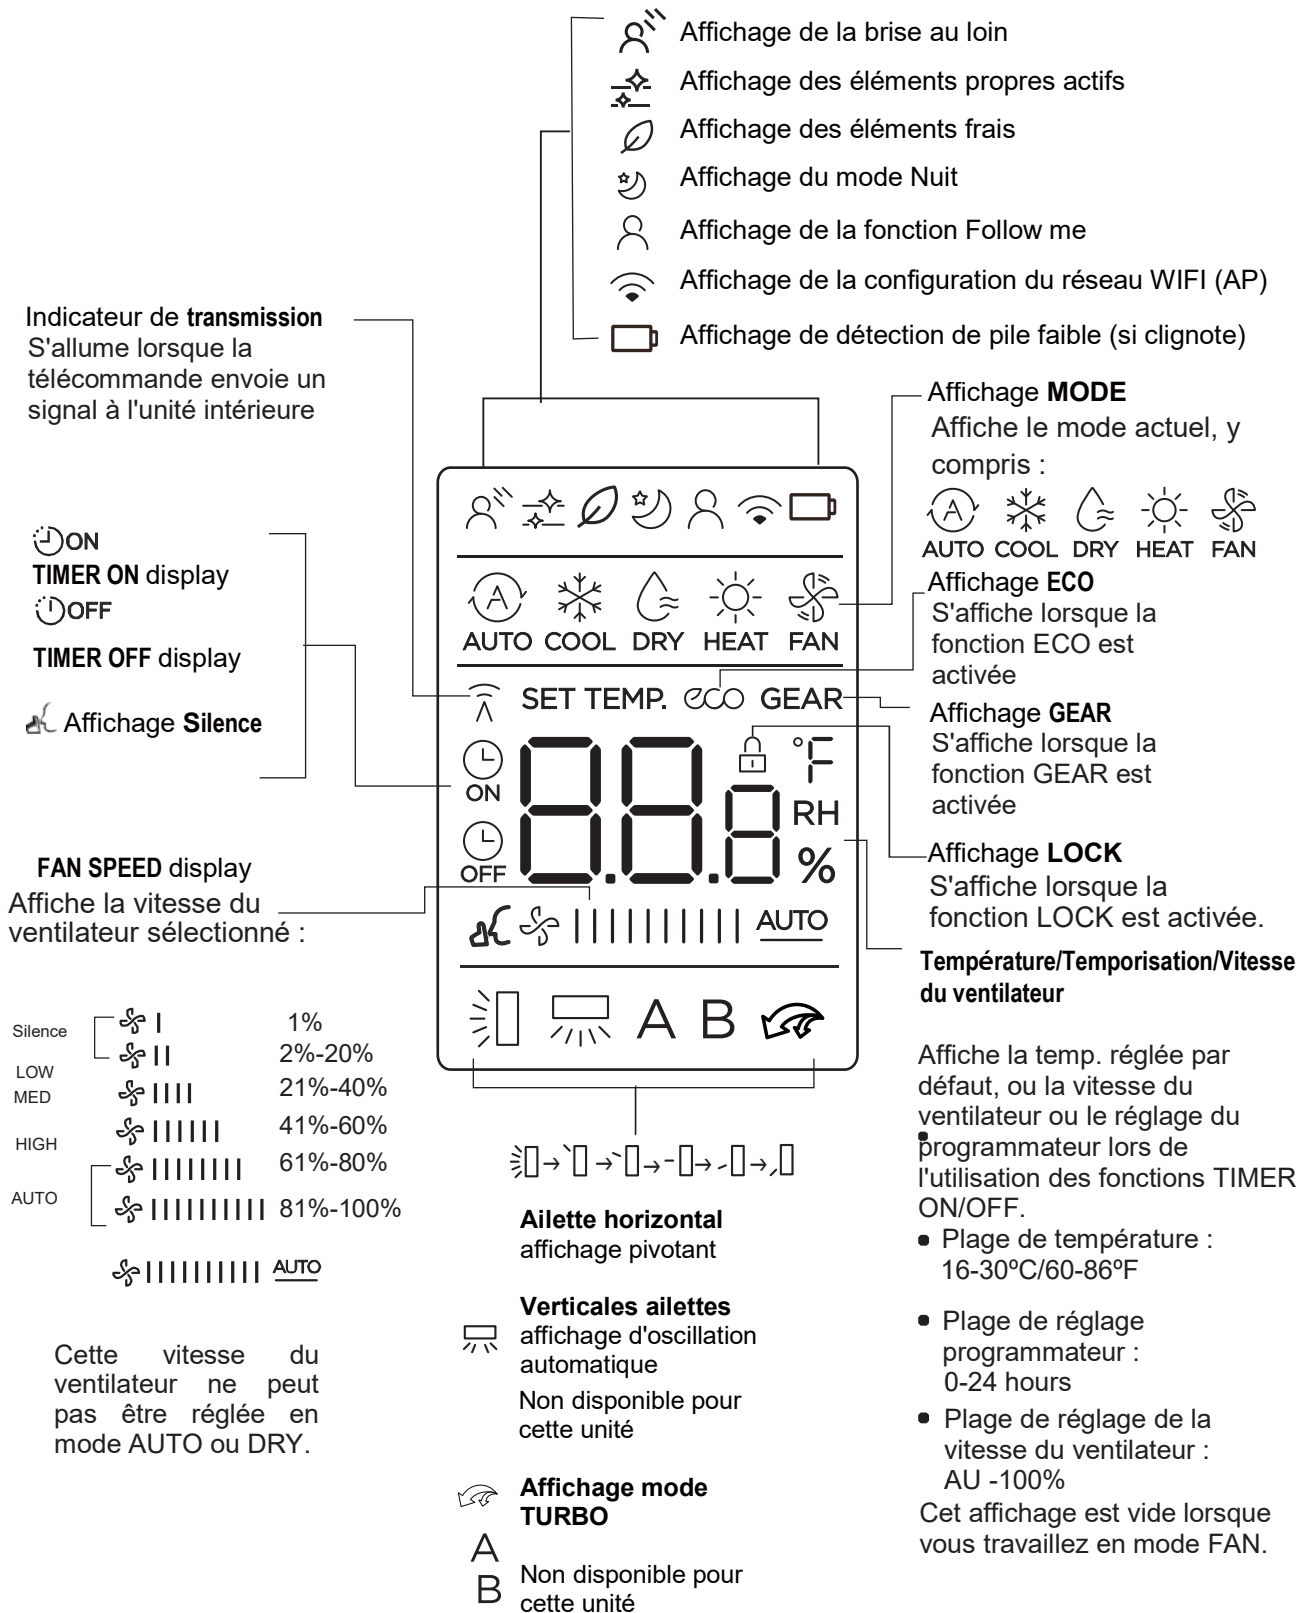 Affichage de la brise au loin
Affichage des éléments propres actifs
Affichage des éléments frais
Affichage du mode Nuit
Affichage de la fonction Follow me
Affichage de la configuration du réseau WIFI (AP)
Affichage de détection de pile faible (si clignote)
Indicateur de transmission
S'allume lorsque la
télécommande envoie un
signal à l'unité intérieure
ON
TIMER ON display
OFF
TIMER OFF display
Affichage Silence
FAN SPEED display
Affiche la vitesse du
ventilateur sélectionné :
Silence
LOW
MED
HIGH
AUTO
1%
2%-20%
21%-40%
41%-60%
61%-80%
81%-100%
AUTO
Cette vitesse du
ventilateur ne peut
pas être réglée en
mode AUTO ou DRY.
A
AUTO COOL DRY HEAT FAN
SET TEMP. eco GEAR
ON
OFF
88.8
°F
RH
%
AUTO
A B
Ailette horizontal
affichage pivotant
Verticales ailettes
affichage d'oscillation
automatique
Non disponible pour
cette unité
Affichage mode
TURBO
A
B
Non disponible pour
cette unité
Affichage MODE
Affiche le mode actuel, y
compris :
A
AUTO COOL DRY HEAT FAN
Affichage ECO
S'affiche lorsque la
fonction ECO est
activée
Affichage GEAR
S'affiche lorsque la
fonction GEAR est
activée
Affichage LOCK
S'affiche lorsque la
fonction LOCK est activée.
Température/Temporisation/Vitesse
du ventilateur
Affiche la temp. réglée par
défaut, ou la vitesse du
ventilateur ou le réglage du
programmateur lors de
l'utilisation des fonctions TIMER
ON/OFF.
• Plage de température :
16-30ºC/60-86ºF
• Plage de réglage
programmateur :
0-24 hours
• Plage de réglage de la
vitesse du ventilateur :
AU -100%
Cet affichage est vide lorsque
vous travaillez en mode FAN.